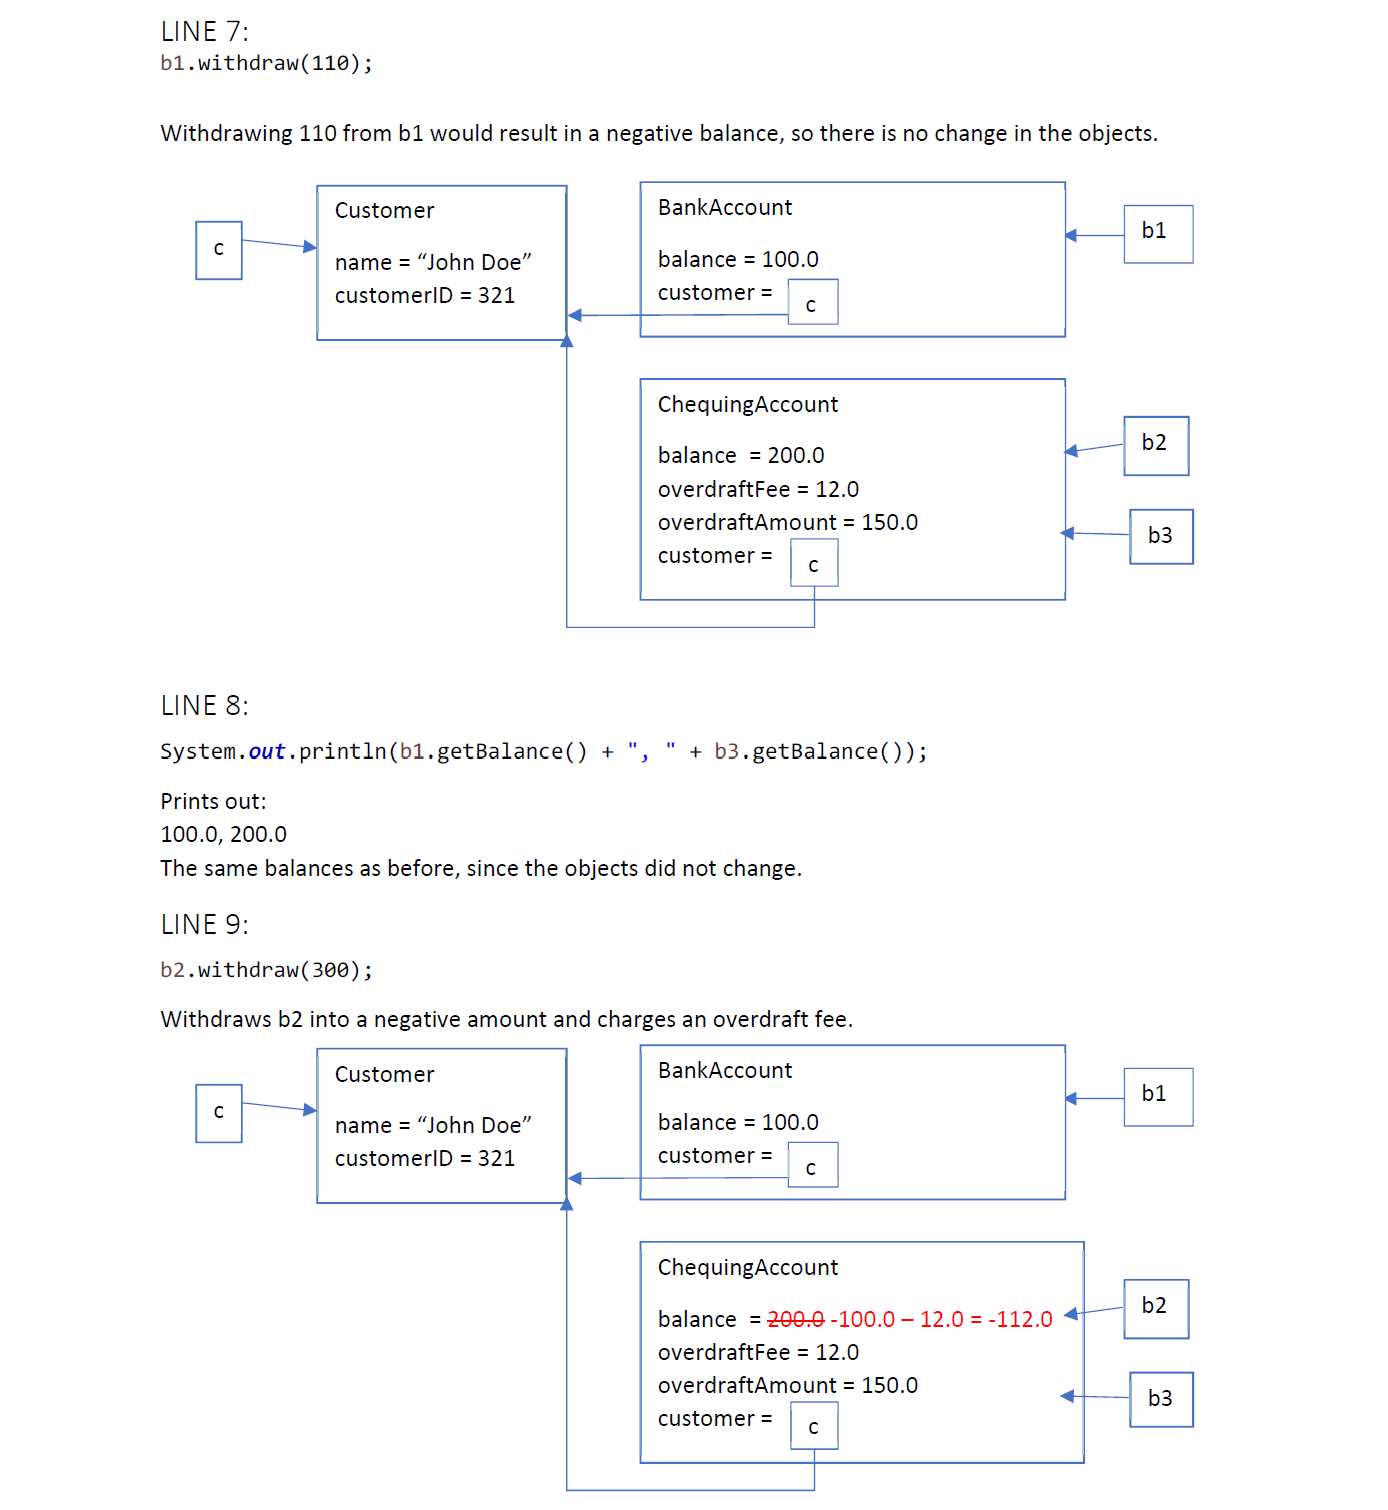 LINE 7:
b1.withdraw(110);
Withdrawing 110 from b1 would result in a negative balance, so there is no change in the objects.
c
Customer
name = “John Doe”
customerID = 321
BankAccount
balance = 100.0
customer =
c
b1
ChequingAccount
balance  = 200.0
overdraftFee = 12.0
overdraftAmount = 150.0
customer =
c
b2
b3
LINE 8:
System.out.println(b1.getBalance() + ", " + b3.getBalance());
Prints out:
100.0, 200.0
The same balances as before, since the objects did not change.
LINE 9:
b2.withdraw(300);
Withdraws b2 into a negative amount and charges an overdraft fee.
c
Customer
name = “John Doe”
customerID = 321
BankAccount
balance = 100.0
customer =
c
b1
ChequingAccount
balance  = 200.0 -100.0 – 12.0 = -112.0
overdraftFee = 12.0
overdraftAmount = 150.0
customer =
c
b2
b3